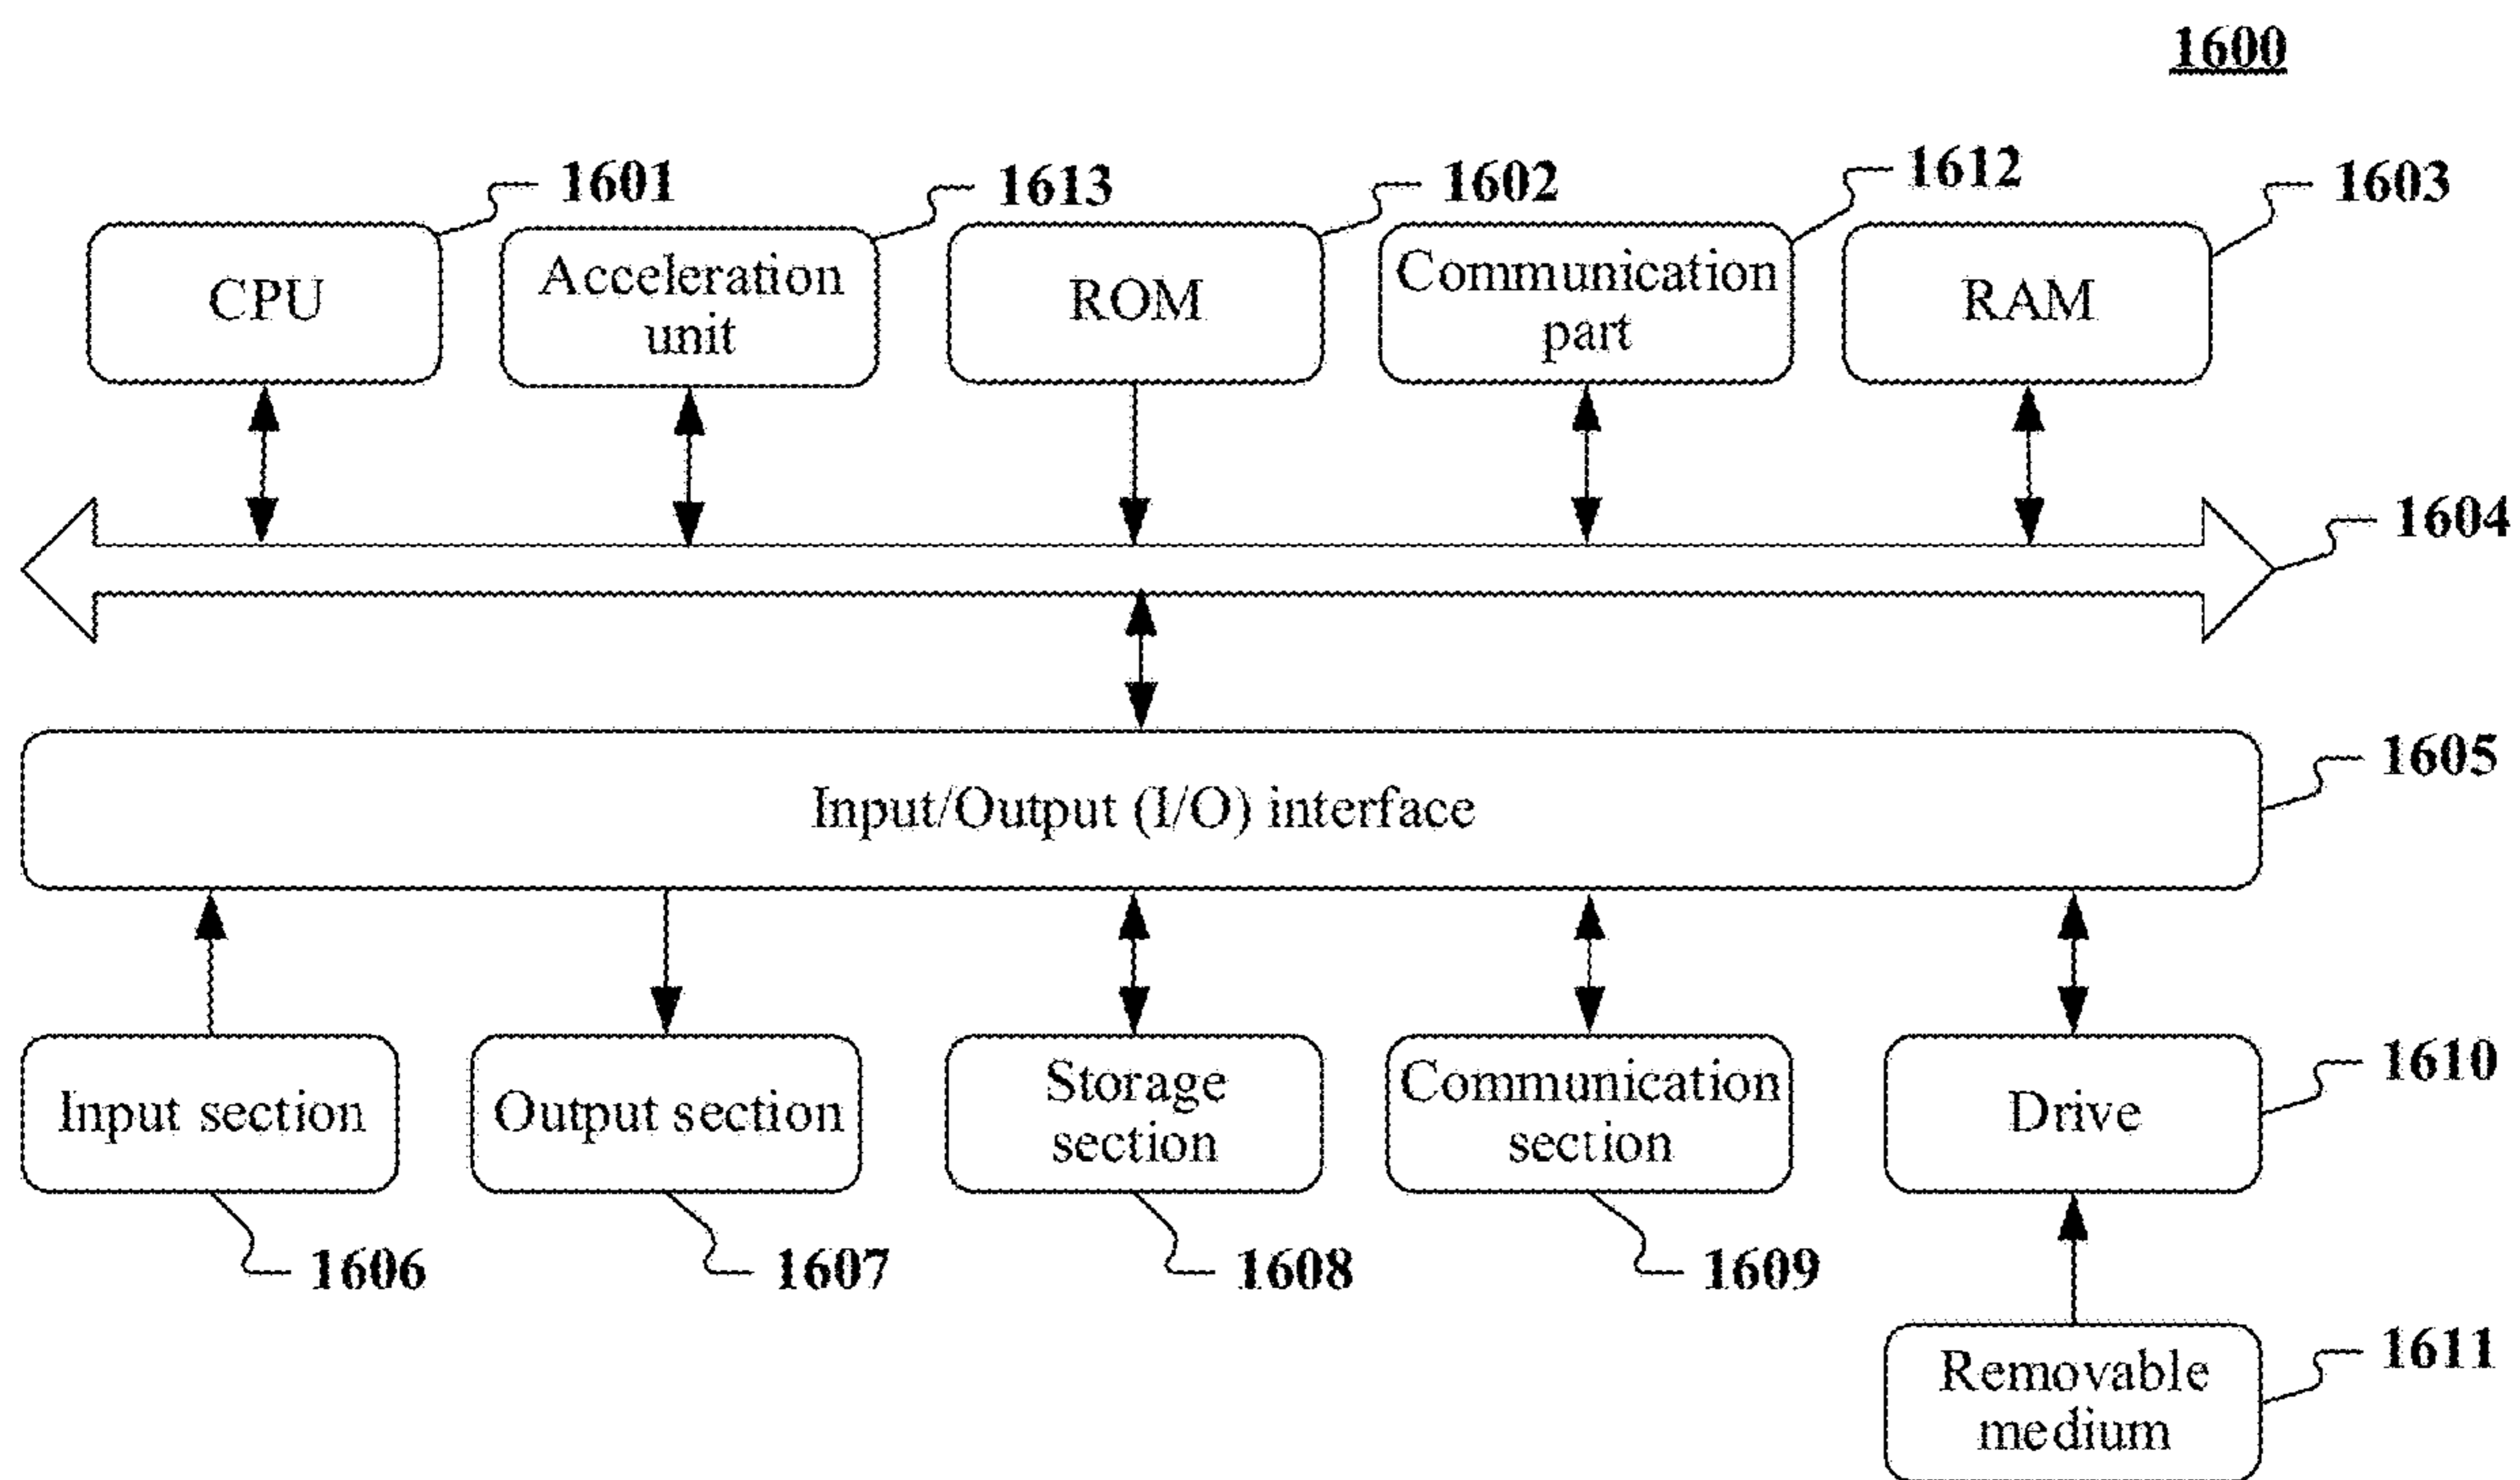 1600
1601
1613
1602
1612
1603
CPU
Acceleration
unit
ROM
Communication
part
RAM
1604
1605
Input/Output (I/O) interface
1610
Input section
Output section
Storage
section
Communication
section
Drive
1606
1607
1608
1609
1611
Removable
medium